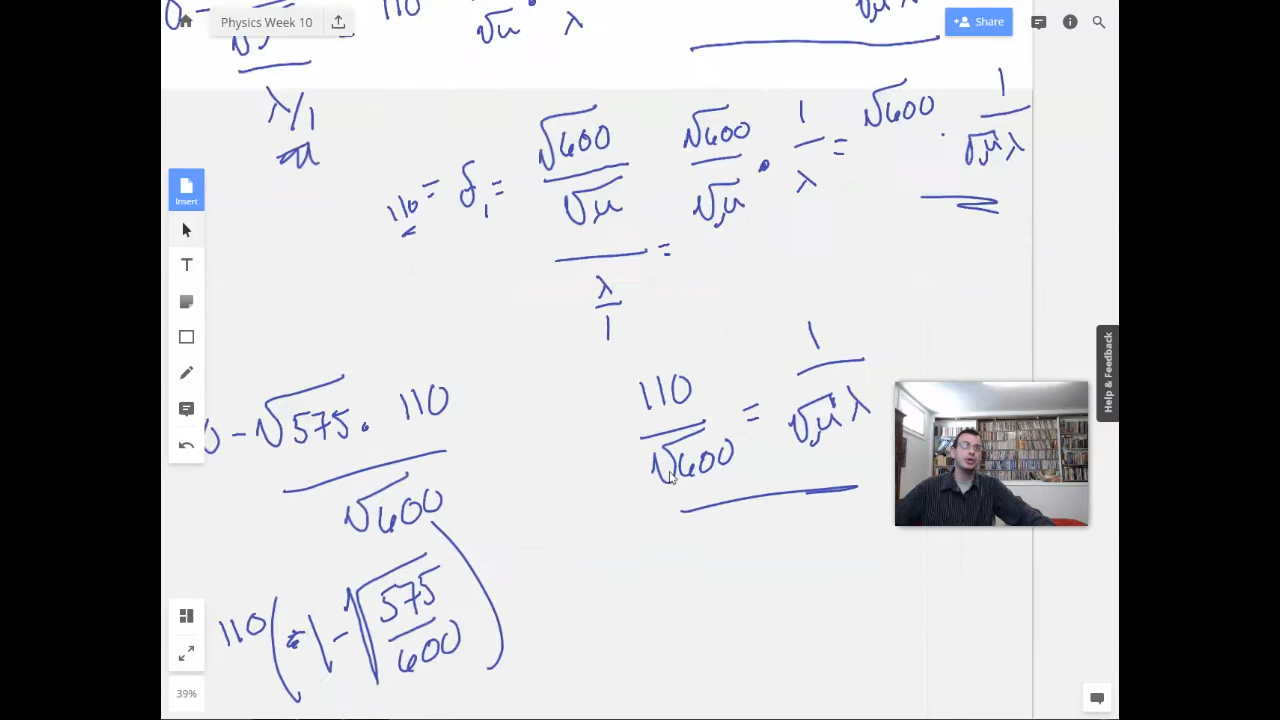 Physics Week 10
Share
110
√μ
λ
√μ λ
λ/1
110 = f₁ = √600 / √μ / λ/1 = √600 / √μ • 1/λ = √600 • 1 / √μ λ
Insert
T
110 / √600 = 1 / √μ λ
- √575 • 110 / √600
110 ( 1 - √575/600 )
39%
Help & Feedback